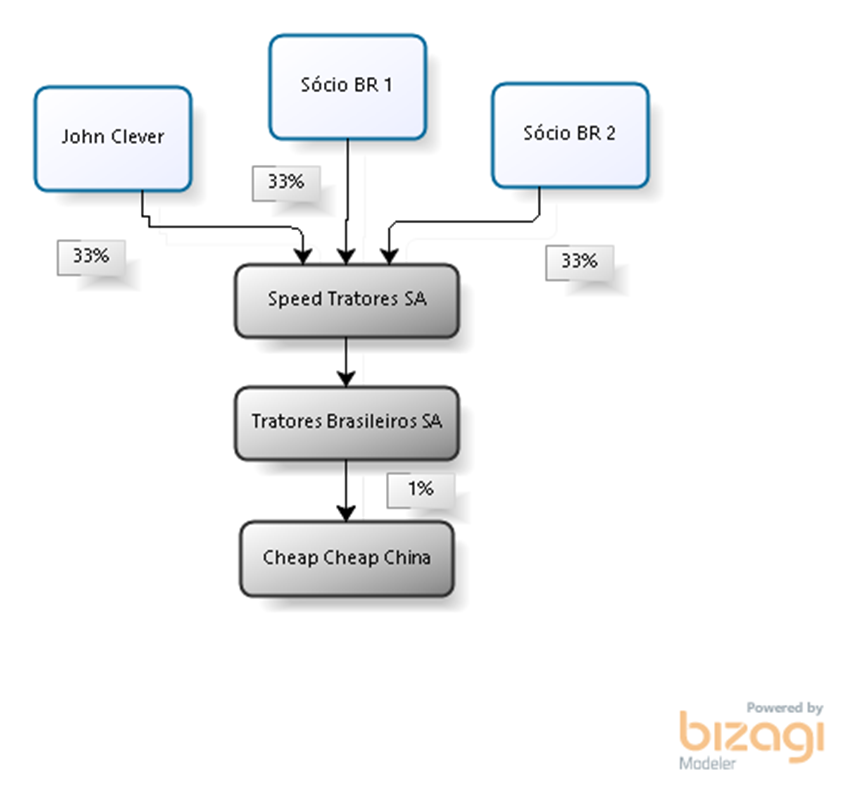 Sócio BR 1
John Clever
Sócio BR 2
33%
33%
33%
Speed Tratores SA
Tratores Brasileiros SA
1%
Cheap Cheap China
Powered by
bizagi
Modeler